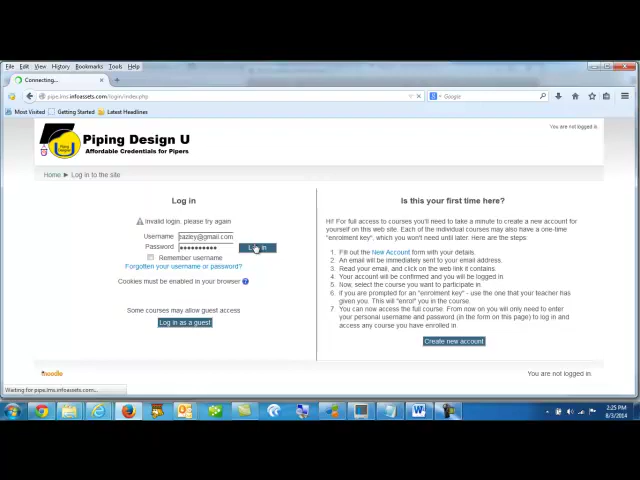 File Edit View History Bookmarks Tools Help
Connecting...
pipe.lms.infoassets.com/login/index.php
Google
Most Visited Getting Started Latest Headlines
Piping Design U
Affordable Credentials for Pipers
You are not logged in.
Home ► Log in to the site
Log in
Invalid login, please try again
Username
Password
Log in
Remember username
Forgotten your username or password?
Cookies must be enabled in your browser
Some courses may allow guest access
Log in as a guest
Is this your first time here?
Hi! For full access to courses you'll need to take a minute to create a new account for
yourself on this web site. Each of the individual courses may also have a one-time
"enrolment key", which you won't need until later. Here are the steps:
1. Fill out the New Account form with your details.
2. An email will be immediately sent to your email address.
3. Read your email, and click on the web link it contains.
4. Your account will be confirmed and you will be logged in.
5. Now, select the course you want to participate in.
6. If you are prompted for an "enrolment key" - use the one that your teacher has
given you. This will "enrol" you in the course.
7. You can now access the full course. From now on you will only need to enter
your personal username and password (in the form on this page) to log in and
access any course you have enrolled in.
Create new account
moodle
You are not logged in.
Waiting for pipe.lms.infoassets.com...
2:25 PM
8/3/2014